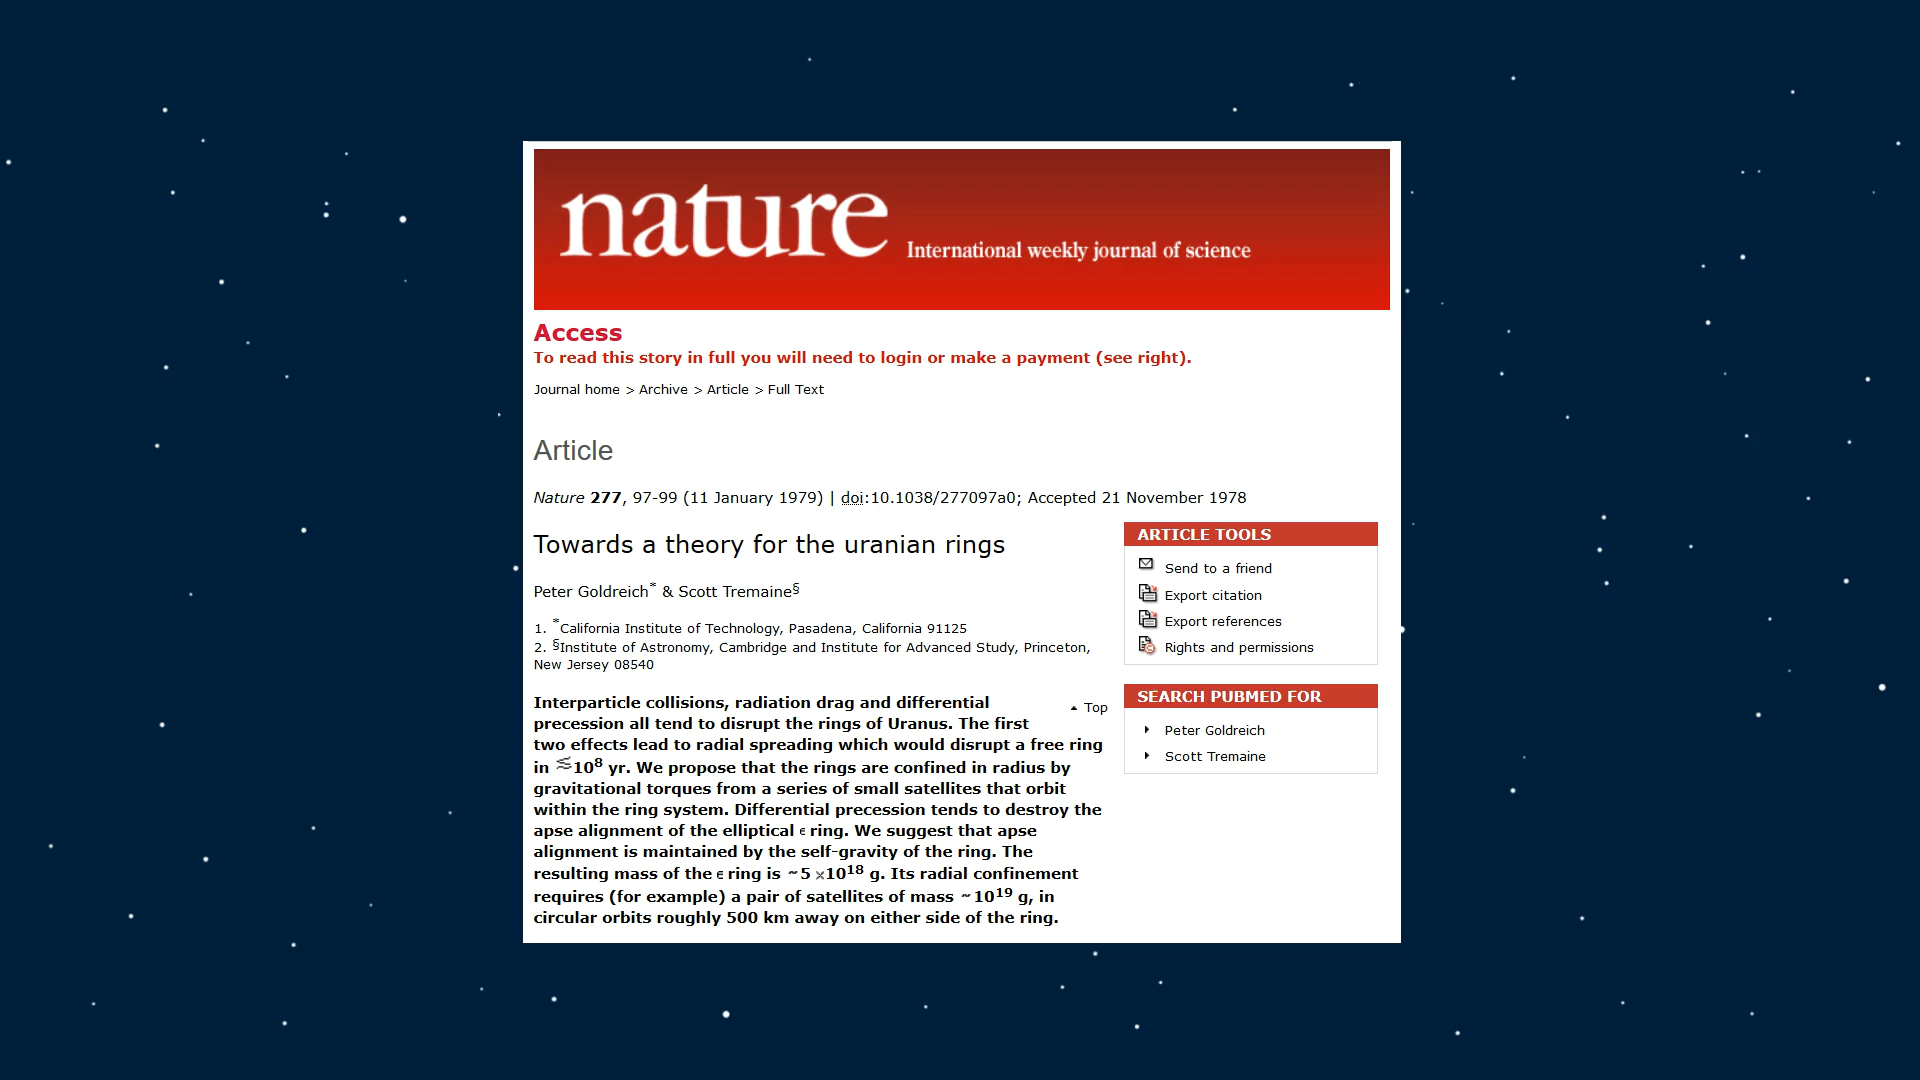 nature International weekly journal of science
Access
To read this story in full you will need to login or make a payment (see right).
Journal home > Archive > Article > Full Text
Article
Nature 277, 97-99 (11 January 1979) | doi:10.1038/277097a0; Accepted 21 November 1978
Towards a theory for the uranian rings
Peter Goldreich* & Scott Tremaine§
1. *California Institute of Technology, Pasadena, California 91125
2. §Institute of Astronomy, Cambridge and Institute for Advanced Study, Princeton,
New Jersey 08540
Top
Interparticle collisions, radiation drag and differential
precession all tend to disrupt the rings of Uranus. The first
two effects lead to radial spreading which would disrupt a free ring
in ≲10⁸ yr. We propose that the rings are confined in radius by
gravitational torques from a series of small satellites that orbit
within the ring system. Differential precession tends to destroy the
apse alignment of the elliptical ε ring. We suggest that apse
alignment is maintained by the self-gravity of the ring. The
resulting mass of the ε ring is ~5 ×10¹⁸ g. Its radial confinement
requires (for example) a pair of satellites of mass ~10¹⁹ g, in
circular orbits roughly 500 km away on either side of the ring.
ARTICLE TOOLS
Send to a friend
Export citation
Export references
Rights and permissions
SEARCH PUBMED FOR
Peter Goldreich
Scott Tremaine